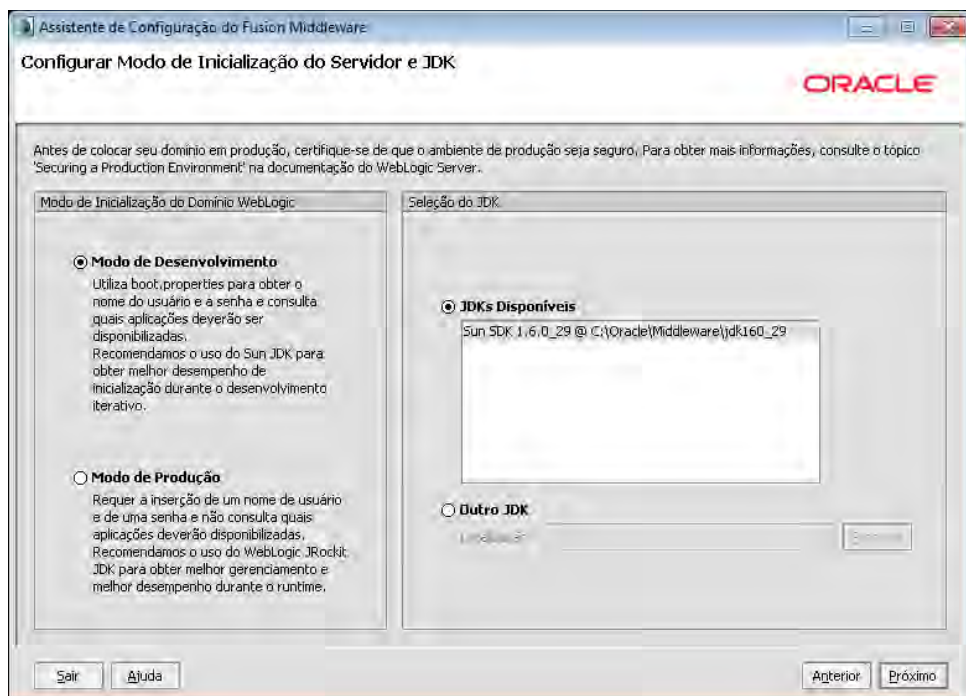 Assistente de Configuração do Fusion Middleware
Configurar Modo de Inicialização do Servidor e JDK
ORACLE
Antes de colocar seu domínio em produção, certifique-se de que o ambiente de produção seja seguro. Para obter mais informações, consulte o tópico
'Securing a Production Environment' na documentação do WebLogic Server.
Modo de Inicialização do Domínio WebLogic
Modo de Desenvolvimento
Utiliza boot.properties para obter o
nome do usuário e a senha e consulta
quais aplicações deverão ser
disponibilizadas.
Recomendamos o uso do Sun JDK para
obter melhor desempenho de
inicialização durante o desenvolvimento
iterativo.
Modo de Produção
Requer a inserção de um nome de usuário
e de uma senha e não consulta quais
aplicações deverão disponibilizadas.
Recomendamos o uso do WebLogic JRockit
JDK para obter melhor gerenciamento e
melhor desempenho durante o runtime.
Seleção do JDK
JDKs Disponíveis
Sun SDK 1.6.0_29 @ C:\Oracle\Middleware\jdk160_29
Outro JDK
Sair
Ajuda
Anterior
Próximo